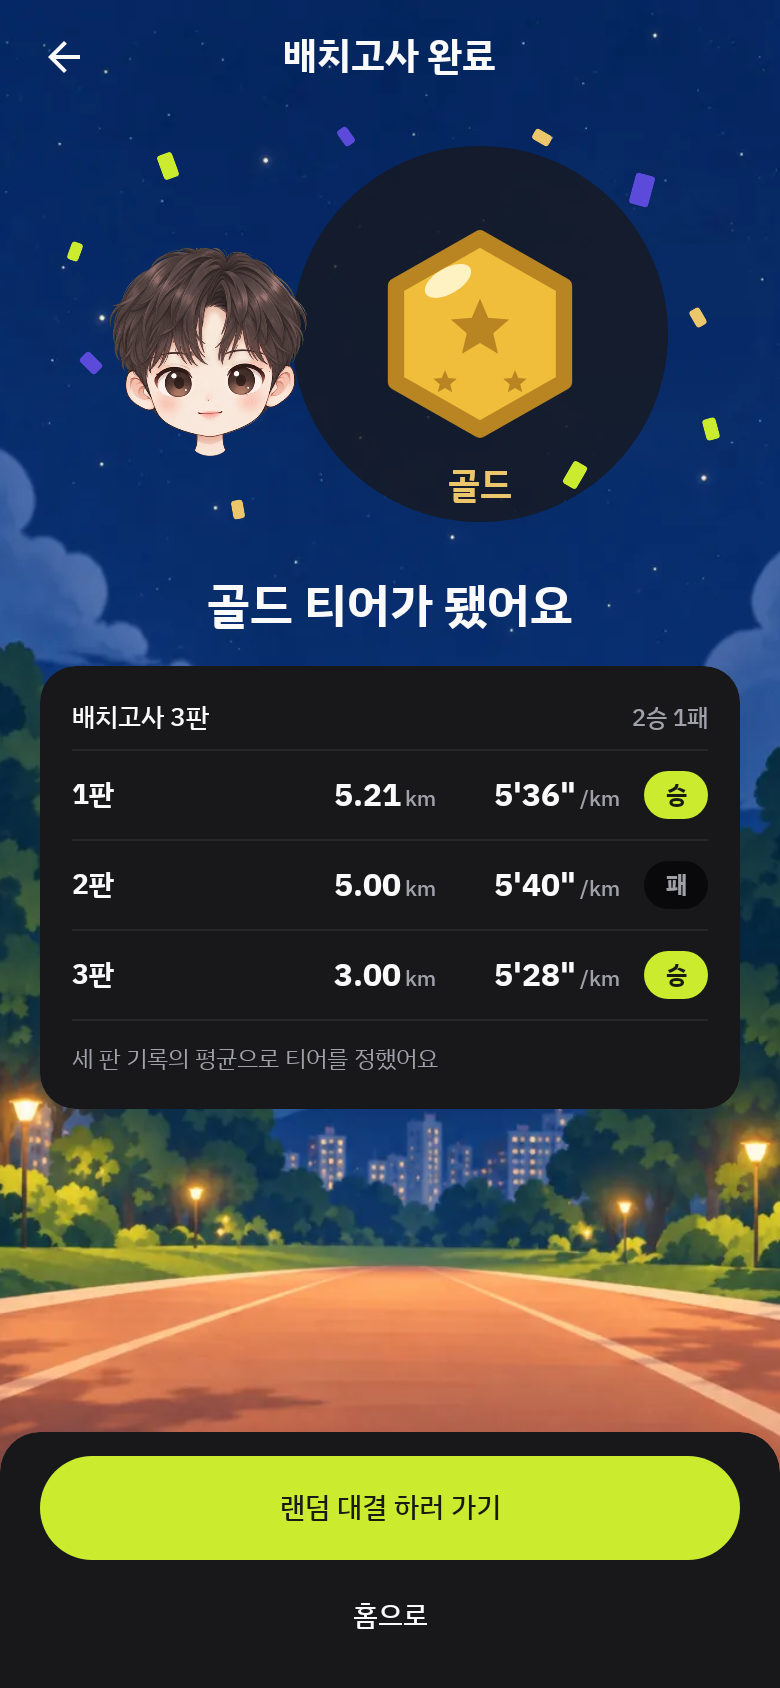 배치고사 완료
골드
골드 티어가 됐어요
배치고사 3판 2승 1패
1판 5.21 km 5'36" /km 승
2판 5.00 km 5'40" /km 패
3판 3.00 km 5'28" /km 승
세 판 기록의 평균으로 티어를 정했어요
랜덤 대결 하러 가기
홈으로